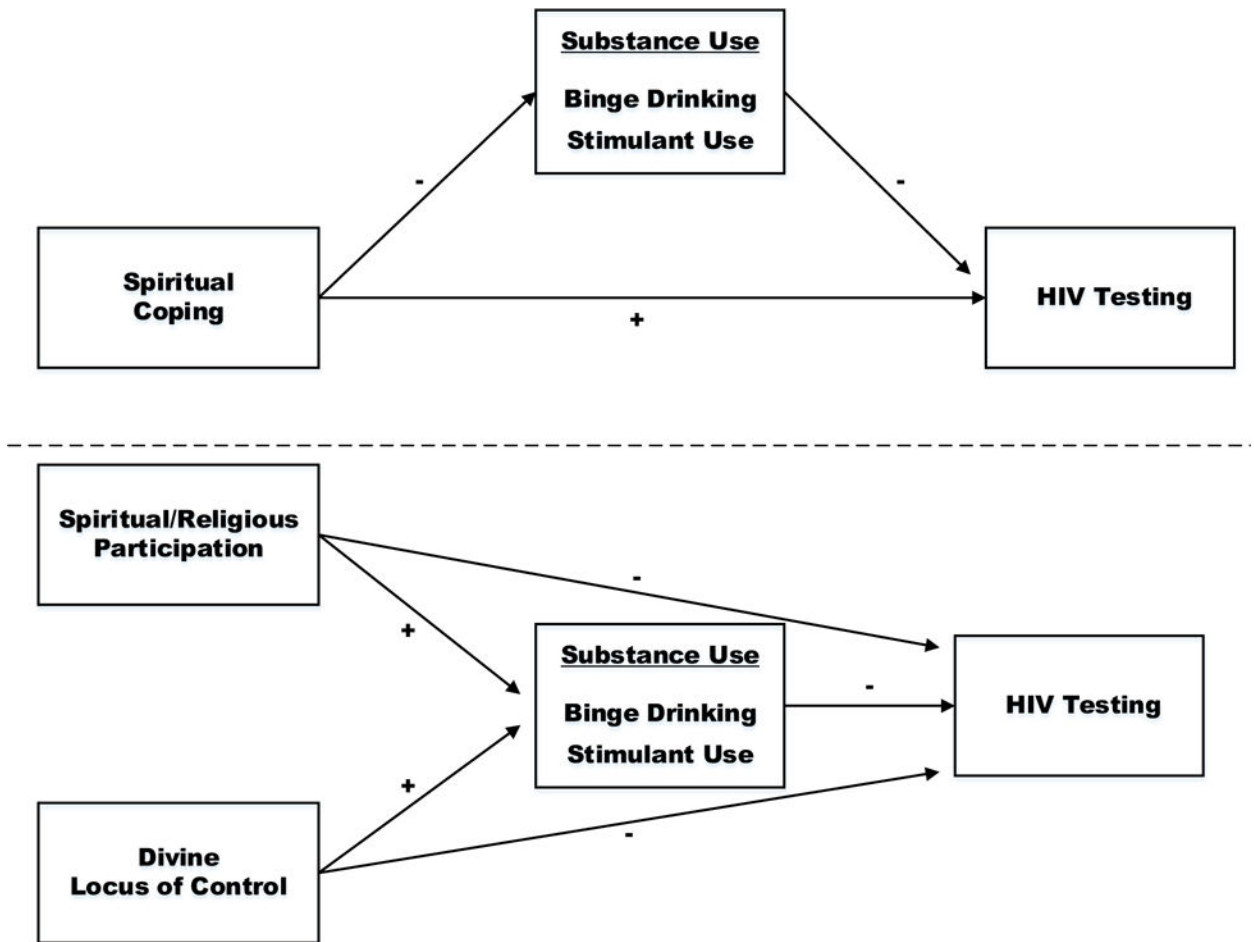 Substance Use
Binge Drinking
Stimulant Use
-
-
Spiritual
Coping
HIV Testing
+
Spiritual/Religious
Participation
-
+
Substance Use
Binge Drinking
Stimulant Use
-
HIV Testing
+
-
Divine
Locus of Control